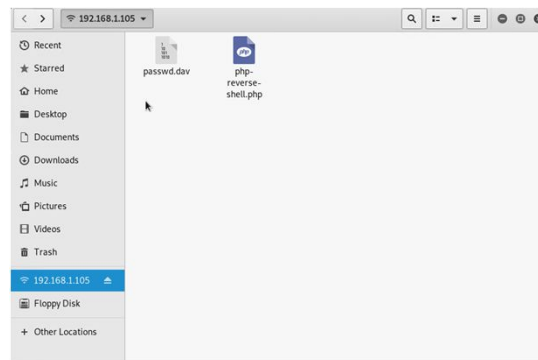 192.168.1.105
Recent
Starred
Home
Desktop
Documents
Downloads
Music
Pictures
Videos
Trash
192.168.1.105
Floppy Disk
+ Other Locations
passwd.dav
php
php-
reverse-
shell.php